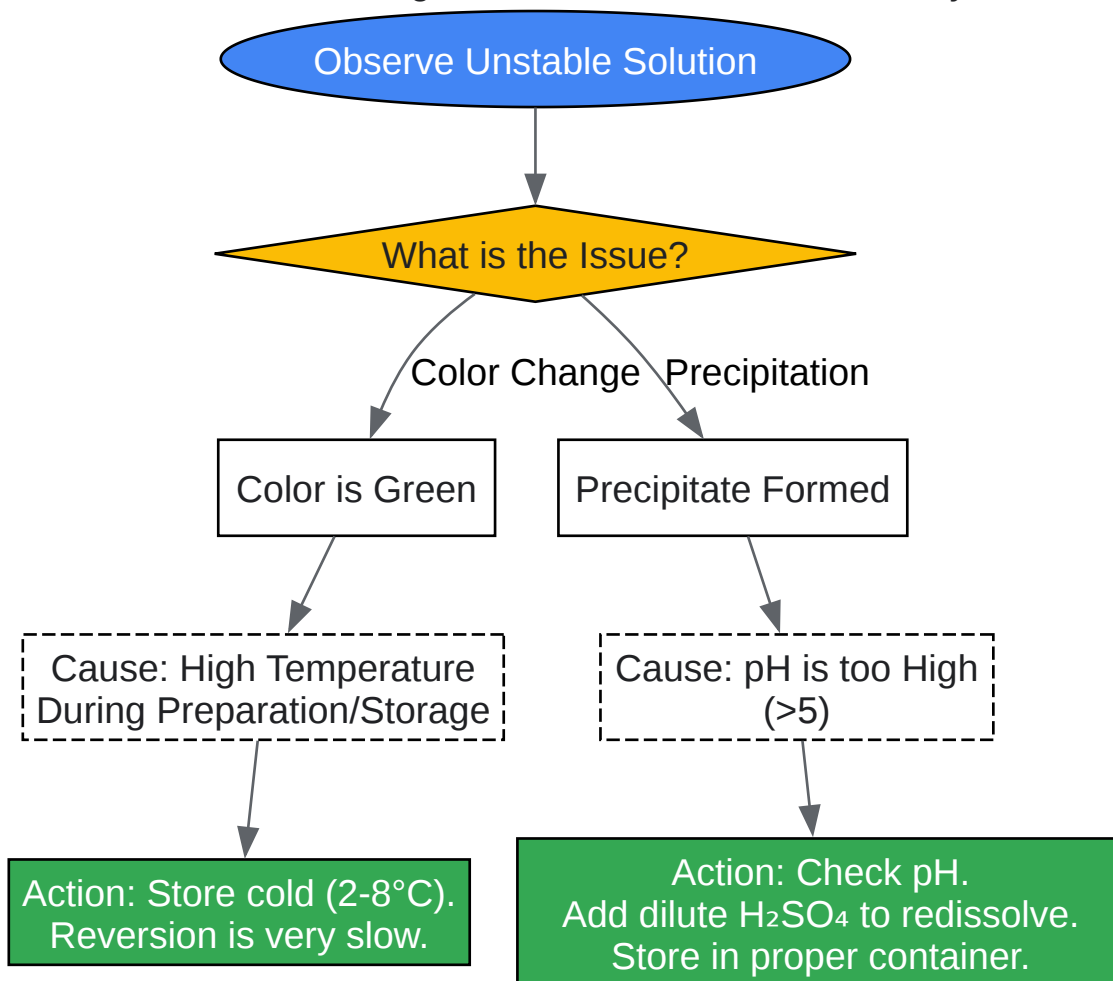 Observe Unstable Solution
What is the Issue?
Color Change
Precipitation
Color is Green
Precipitate Formed
Cause: High Temperature
During Preparation/Storage
Cause: pH is too High
(>5)
Action: Store cold (2-8°C).
Reversion is very slow.
Action: Check pH.
Add dilute H₂SO₄ to redissolve.
Store in proper container.